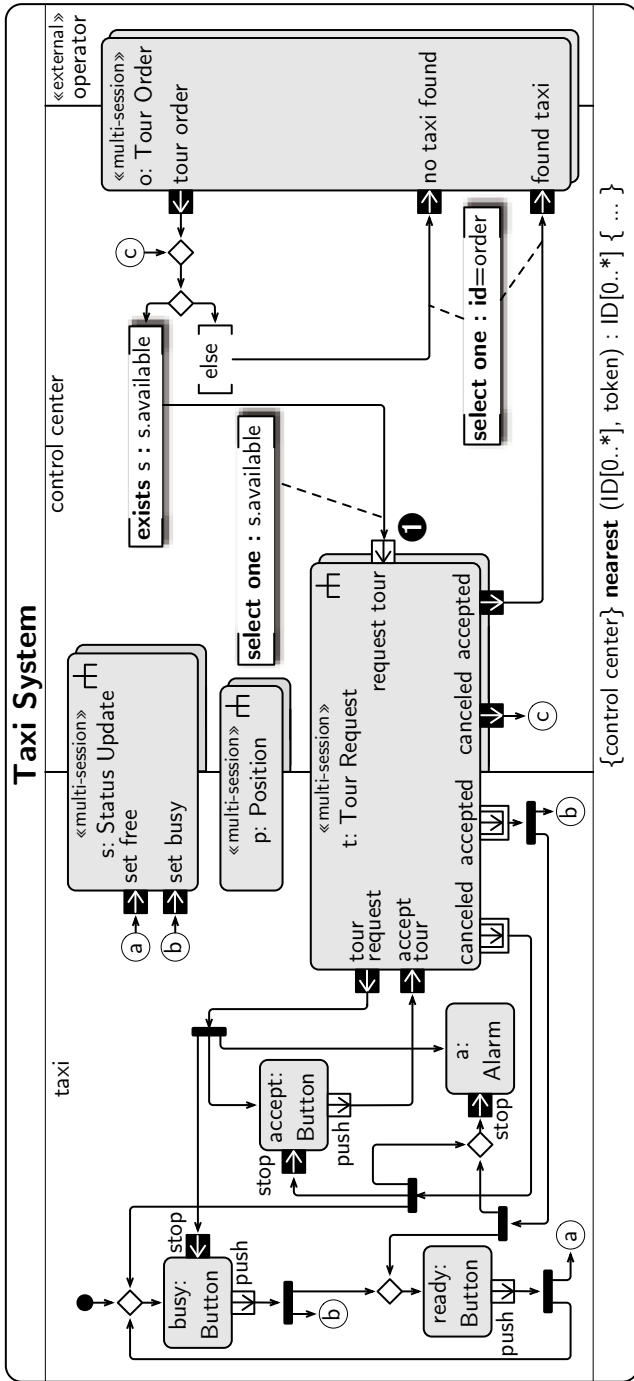 Taxi System
taxi
control center
«external»
operator
«multi-session»
s: Status Update
set free
set busy
a
b
«multi-session»
p: Position
«multi-session»
t: Tour Request
tour
request
accept
tour
canceled
accepted
canceled
accepted
request tour
1
b
c
«multi-session»
o: Tour Order
tour order
no taxi found
found taxi
c
exists s : s.available
[else]
select one : s.available
select one : id=order
busy:
Button
stop
push
b
accept:
Button
stop
push
a:
Alarm
stop
ready:
Button
push
a
{control center} nearest (ID[0..*], token) : ID[0..*] { ... }